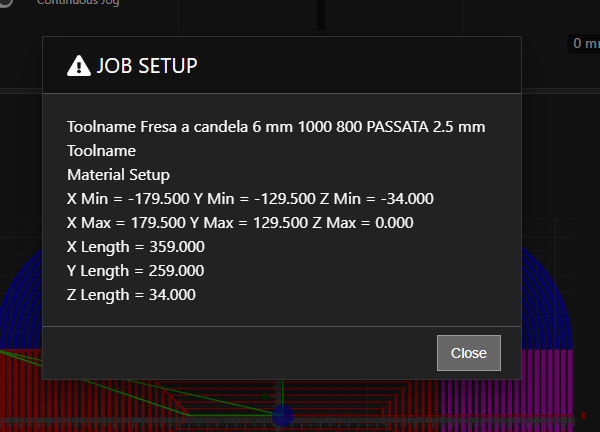 Continuous Jog
0 m
JOB SETUP
Toolname Fresa a candela 6 mm 1000 800 PASSATA 2.5 mm
Toolname
Material Setup
X Min = -179.500 Y Min = -129.500 Z Min = -34.000
X Max = 179.500 Y Max = 129.500 Z Max = 0.000
X Length = 359.000
Y Length = 259.000
Z Length = 34.000
Close
X